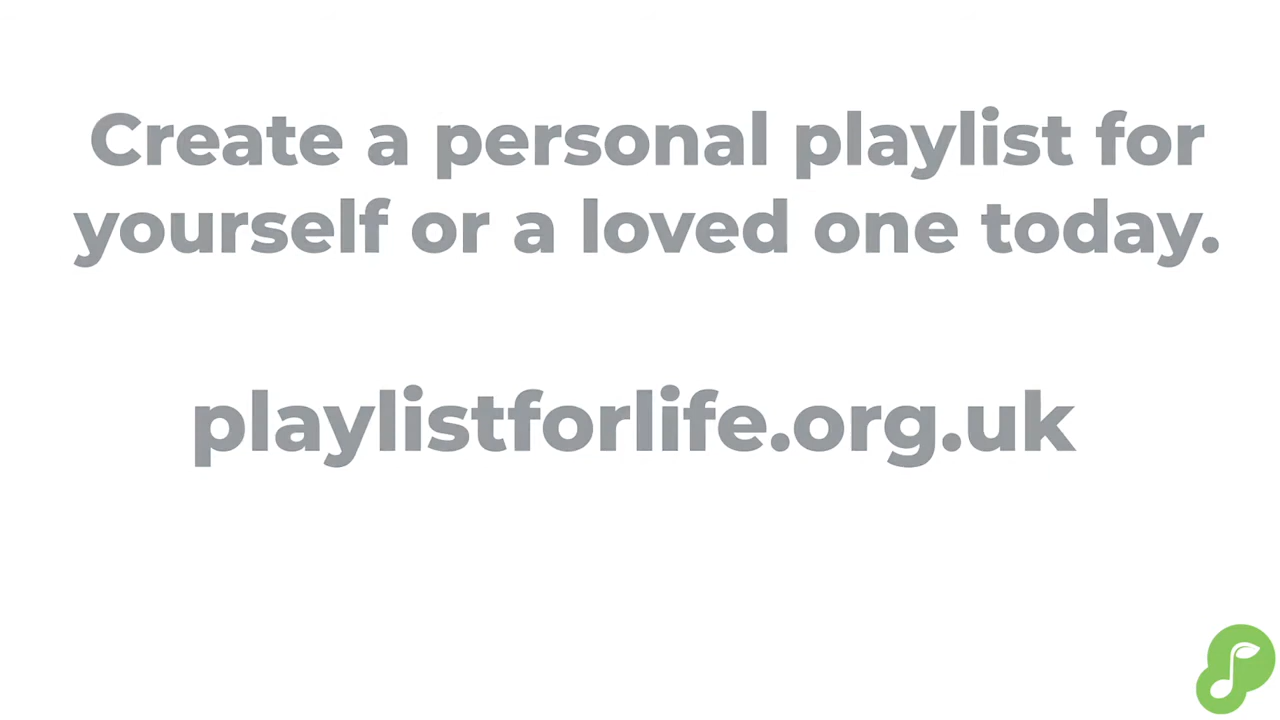 Create a personal playlist for
yourself or a loved one today.
playlistforlife.org.uk